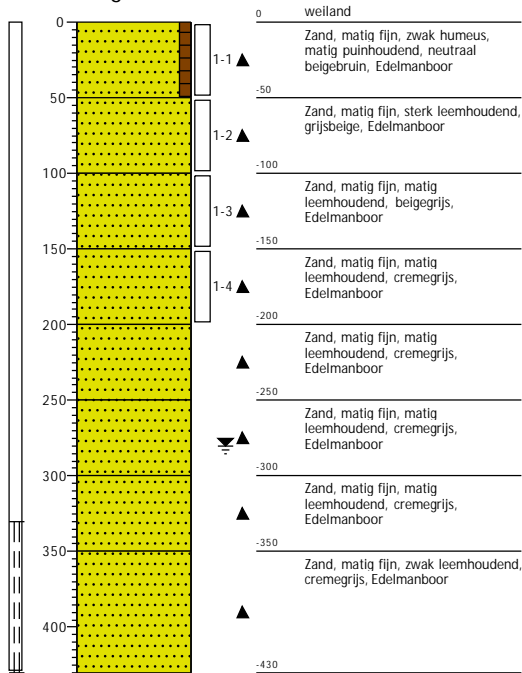 0
weiland
0
Zand, matig fijn, zwak humeus,
matig puinhoudend, neutraal
beigebruin, Edelmanboor
1-1
50
-50
Zand, matig fijn, sterk leemhoudend,
grijsbeige, Edelmanboor
1-2
100
-100
Zand, matig fijn, matig
leemhoudend, beigegrijs,
Edelmanboor
1-3
150
-150
Zand, matig fijn, matig
leemhoudend, cremegrijs,
Edelmanboor
1-4
200
-200
Zand, matig fijn, matig
leemhoudend, cremegrijs,
Edelmanboor
250
-250
Zand, matig fijn, matig
leemhoudend, cremegrijs,
Edelmanboor
300
-300
Zand, matig fijn, matig
leemhoudend, cremegrijs,
Edelmanboor
350
-350
Zand, matig fijn, zwak leemhoudend,
cremegrijs, Edelmanboor
400
-430